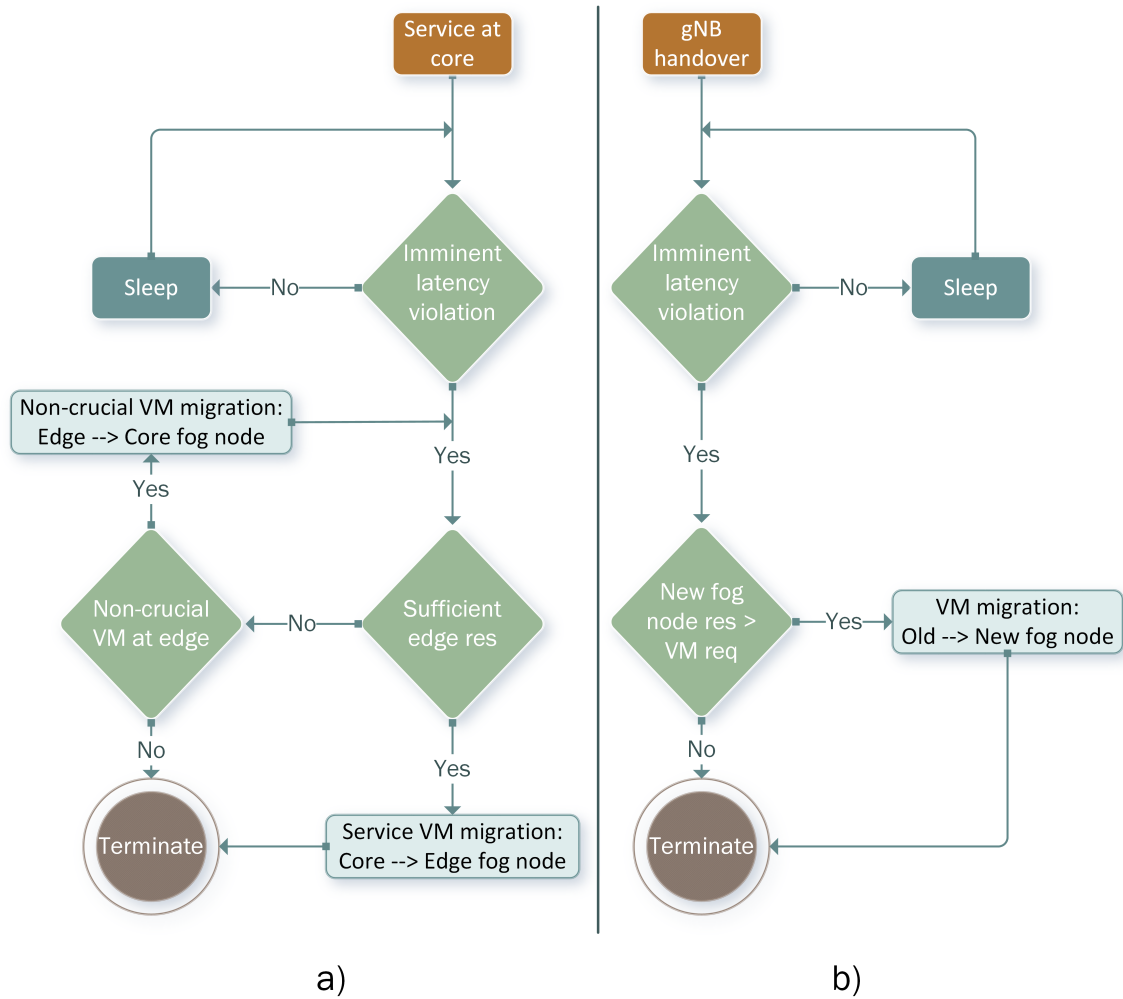 Service at
core
Imminent
latency
violation
No
Sleep
Non-crucial VM migration:
Edge --> Core fog node
Yes
Yes
Non-crucial
VM at edge
No
Sufficient
edge res
No
Yes
Terminate
Service VM migration:
Core --> Edge fog node
a)
gNB
handover
Imminent
latency
violation
No
Sleep
Yes
New fog
node res >
VM req
Yes
VM migration:
Old --> New fog node
No
Terminate
b)